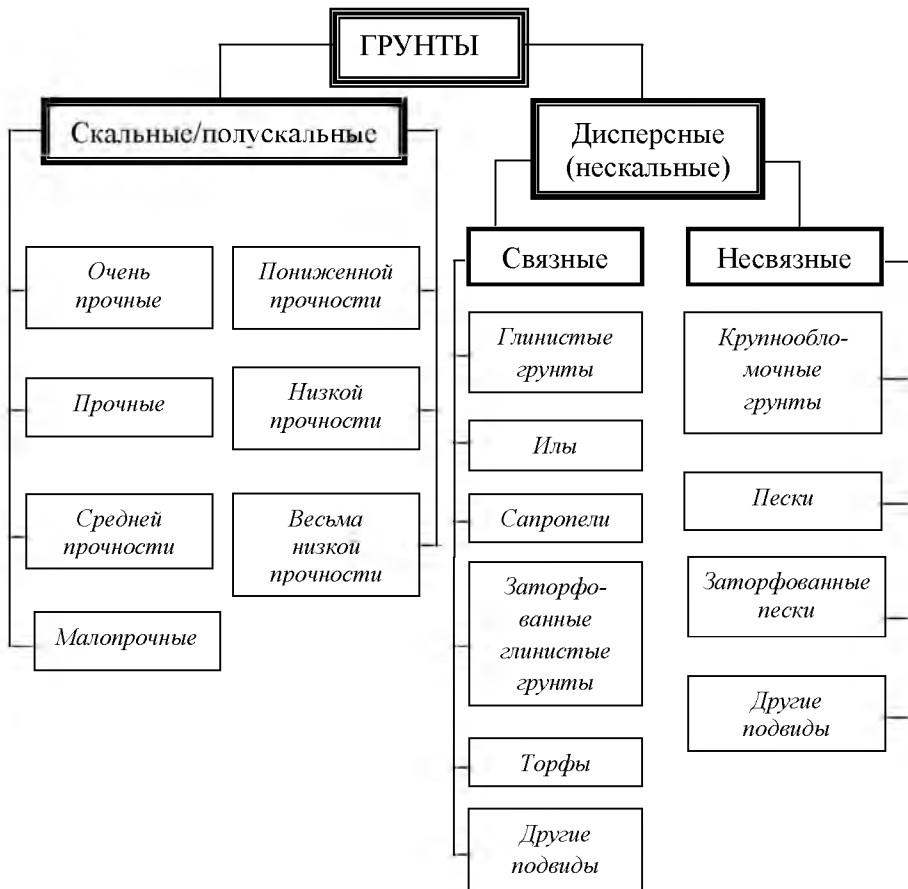 ГРУНТЫ
Скальные/полускальные
Очень
прочные
Прочные
Средней
прочности
Малопрочные
Пониженной
прочности
Низкой
прочности
Весьма
низкой
прочности
Дисперсные
(нескальные)
Связные
Глинистые
грунты
Илы
Сапропели
Заторфо-
ванные
глинистые
грунты
Торфы
Другие
подвиды
Несвязные
Крупнообло-
мочные
грунты
Пески
Заторфованные
пески
Другие
подвиды